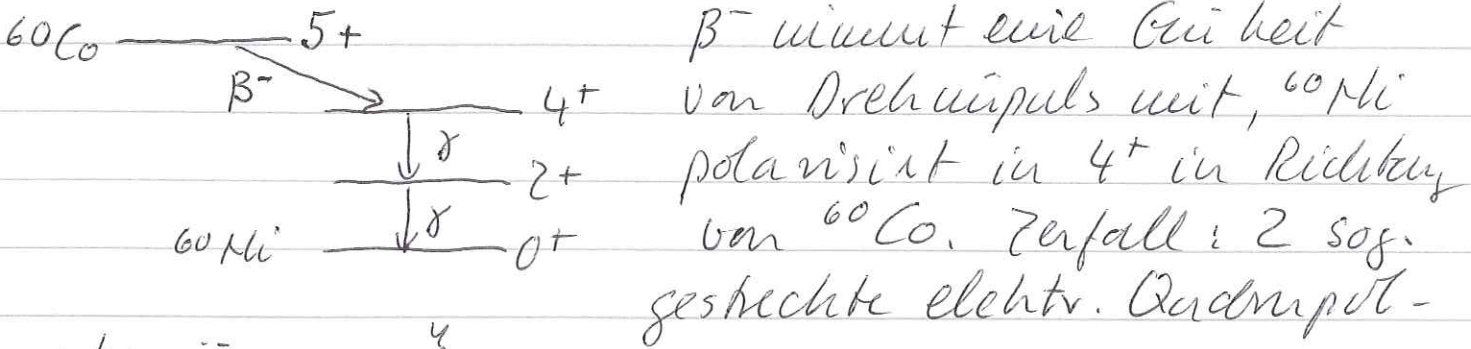 60Co 5+ β⁻ nimmt eine Einheit
β⁻ 4+ von Drehimpuls mit, 60Ni
γ 2+ polarisirt in 4+ in Richtung
γ 60Ni 0+ von 60Co. Zerfall: 2 sog.
gestreckte elektr. Quadrupol-